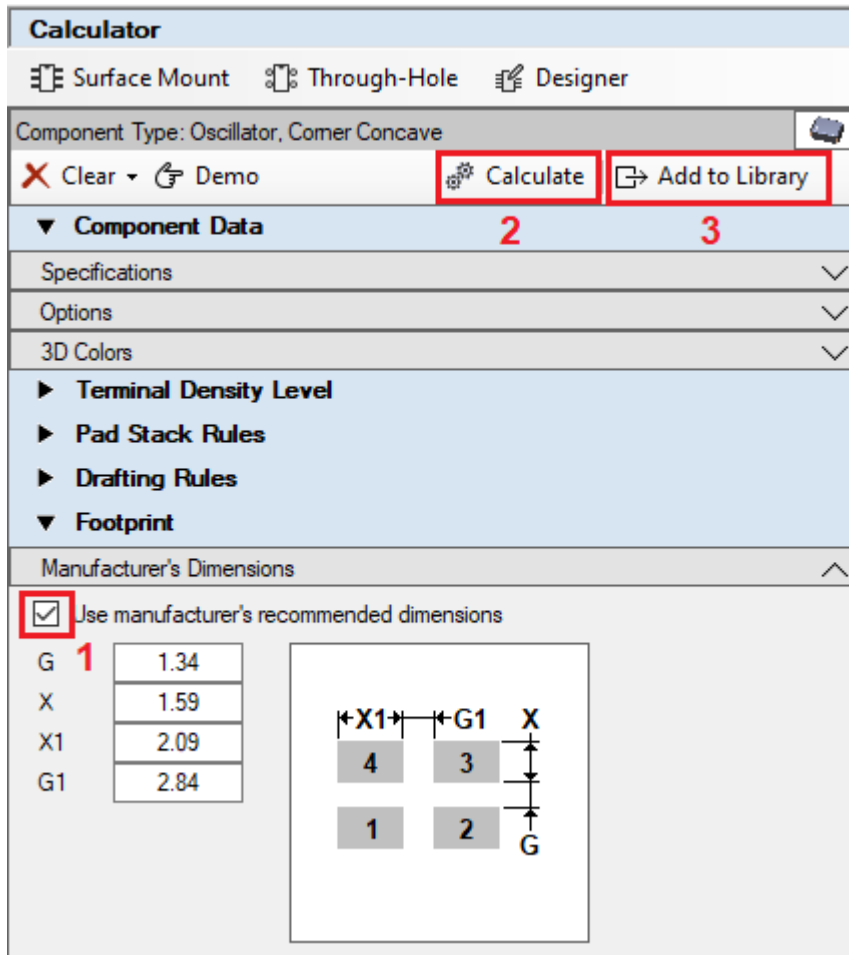 Calculator
Surface Mount Through-Hole Designer
Component Type: Oscillator, Corner Concave
Clear Demo Calculate Add to Library
Component Data 2 3
Specifications
Options
3D Colors
Terminal Density Level
Pad Stack Rules
Drafting Rules
Footprint
Manufacturer's Dimensions
Use manufacturer's recommended dimensions
1
G 1.34
X 1.59
X1 2.09
G1 2.84
X1 G1 X
4 3
1 2
G